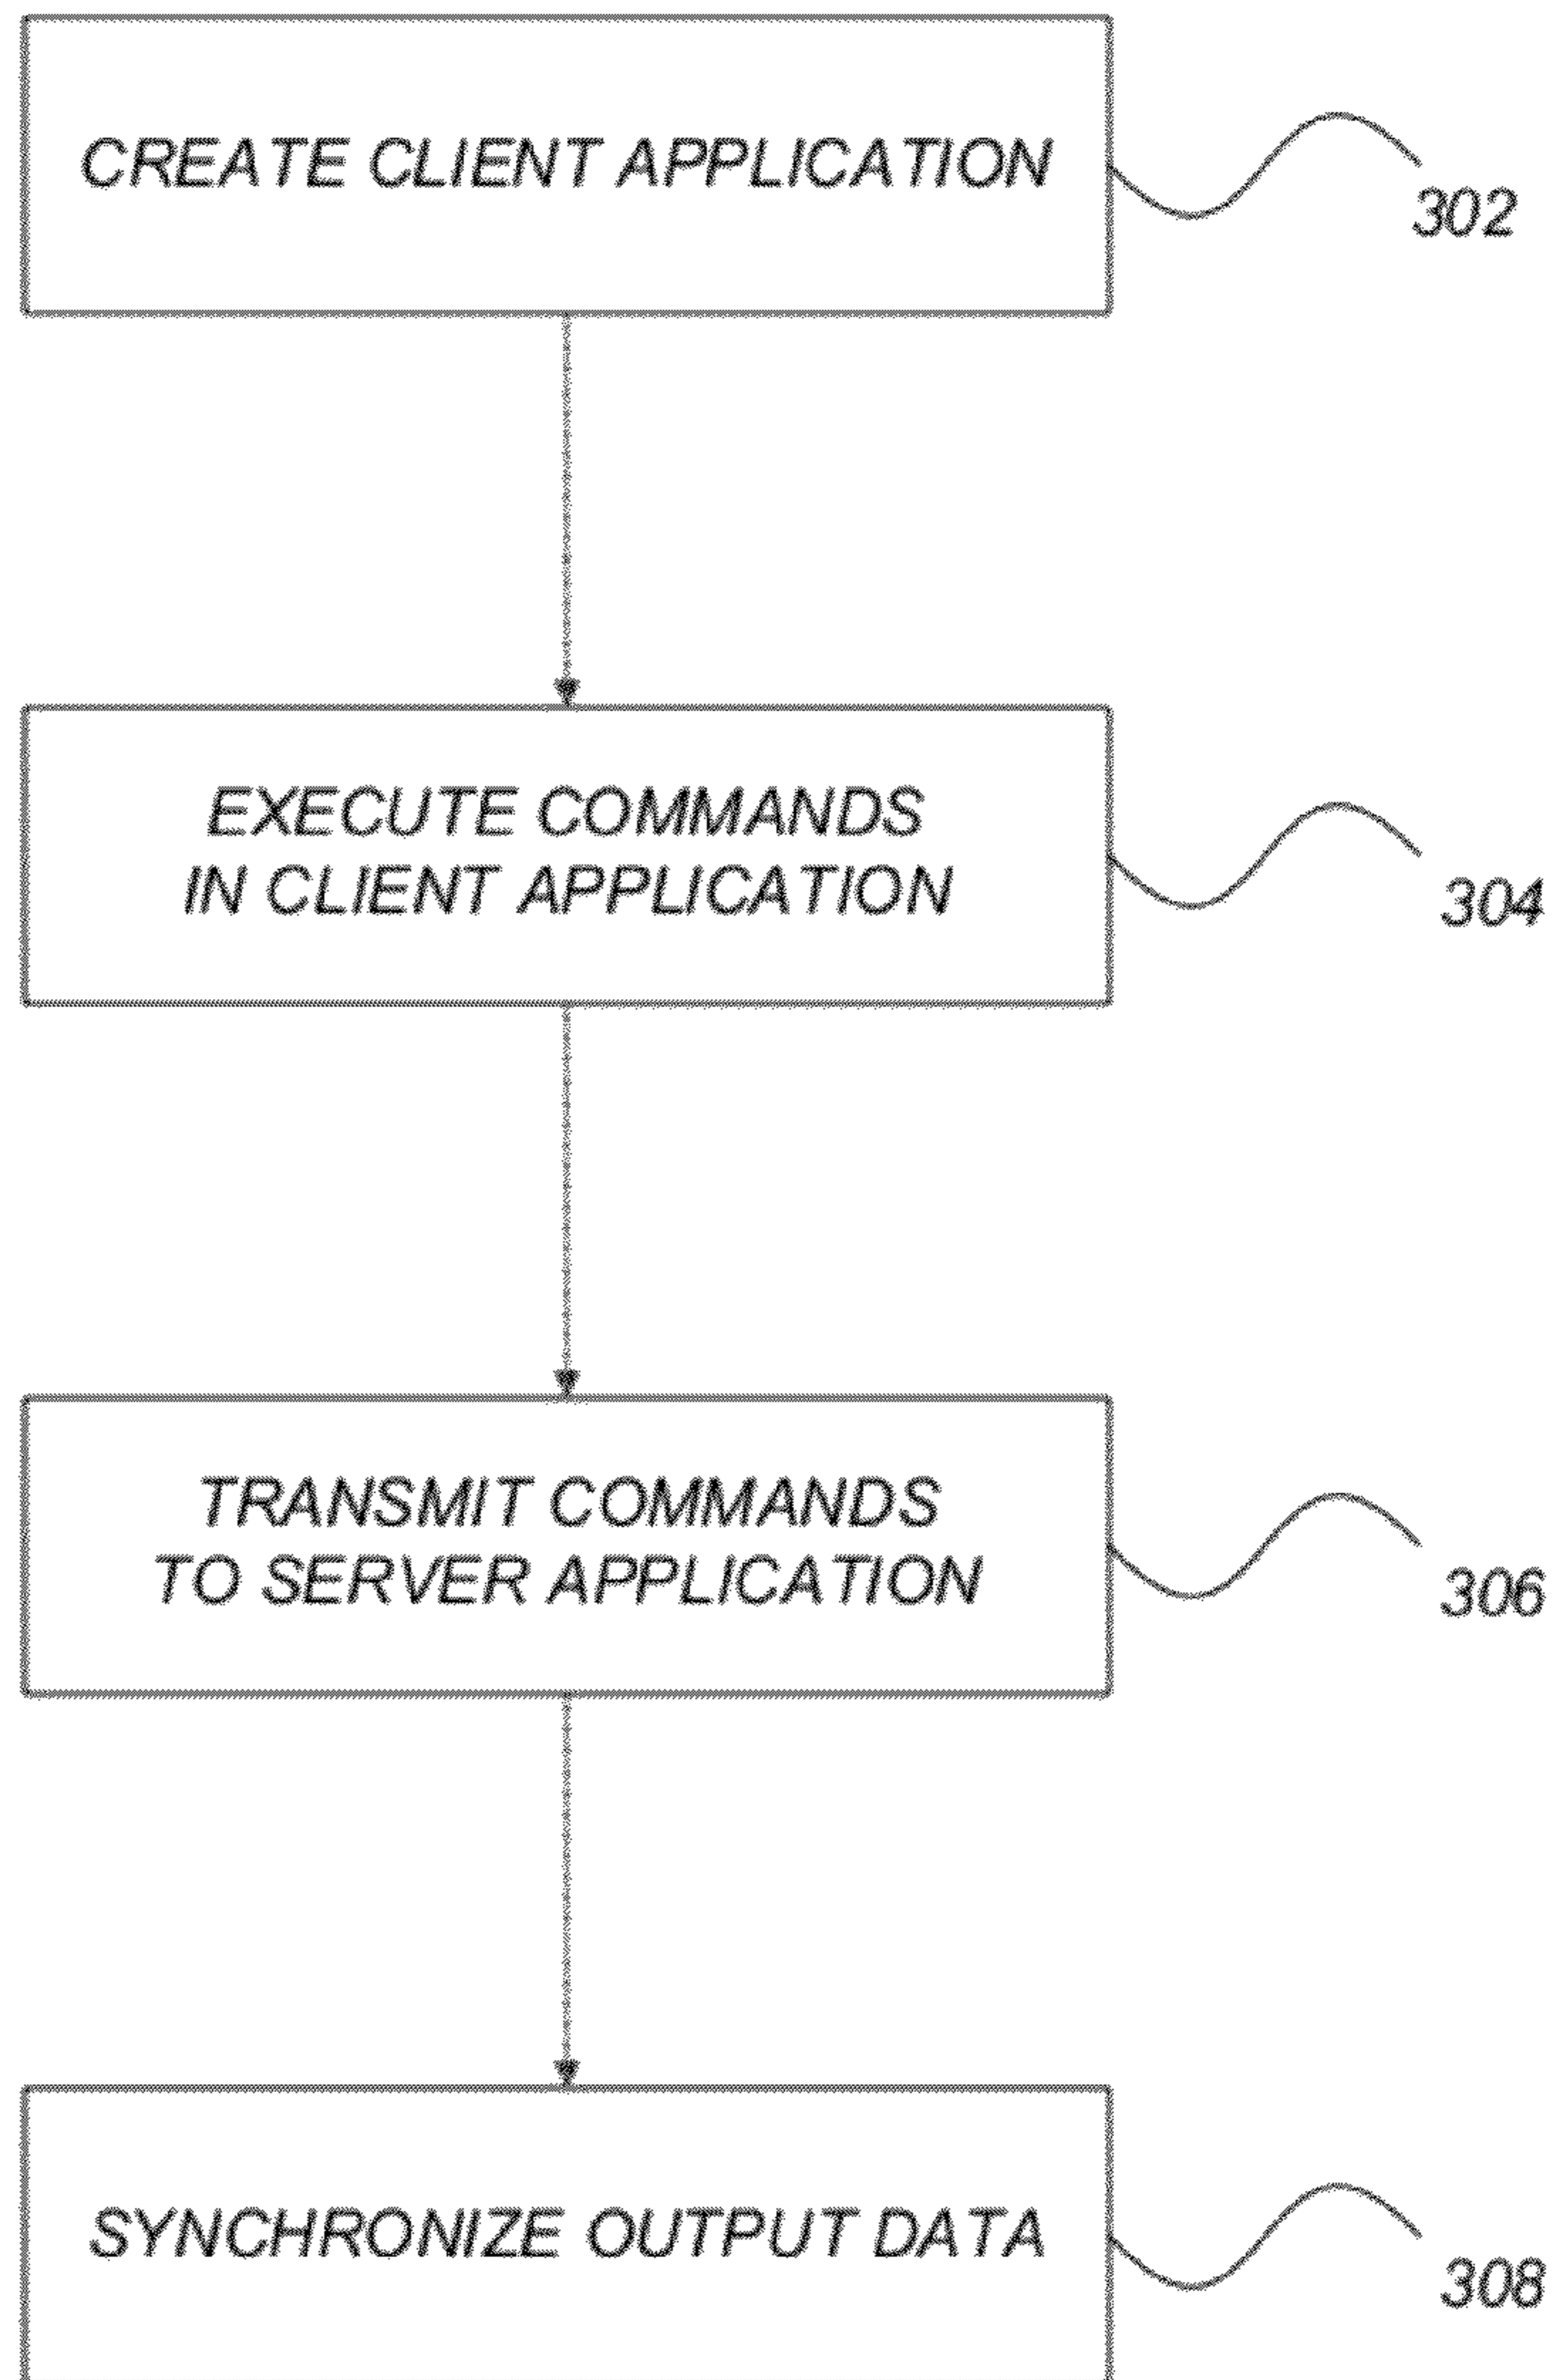 CREATE CLIENT APPLICATION
302
EXECUTE COMMANDS
IN CLIENT APPLICATION
304
TRANSMIT COMMANDS
TO SERVER APPLICATION
306
SYNCHRONIZE OUTPUT DATA
308